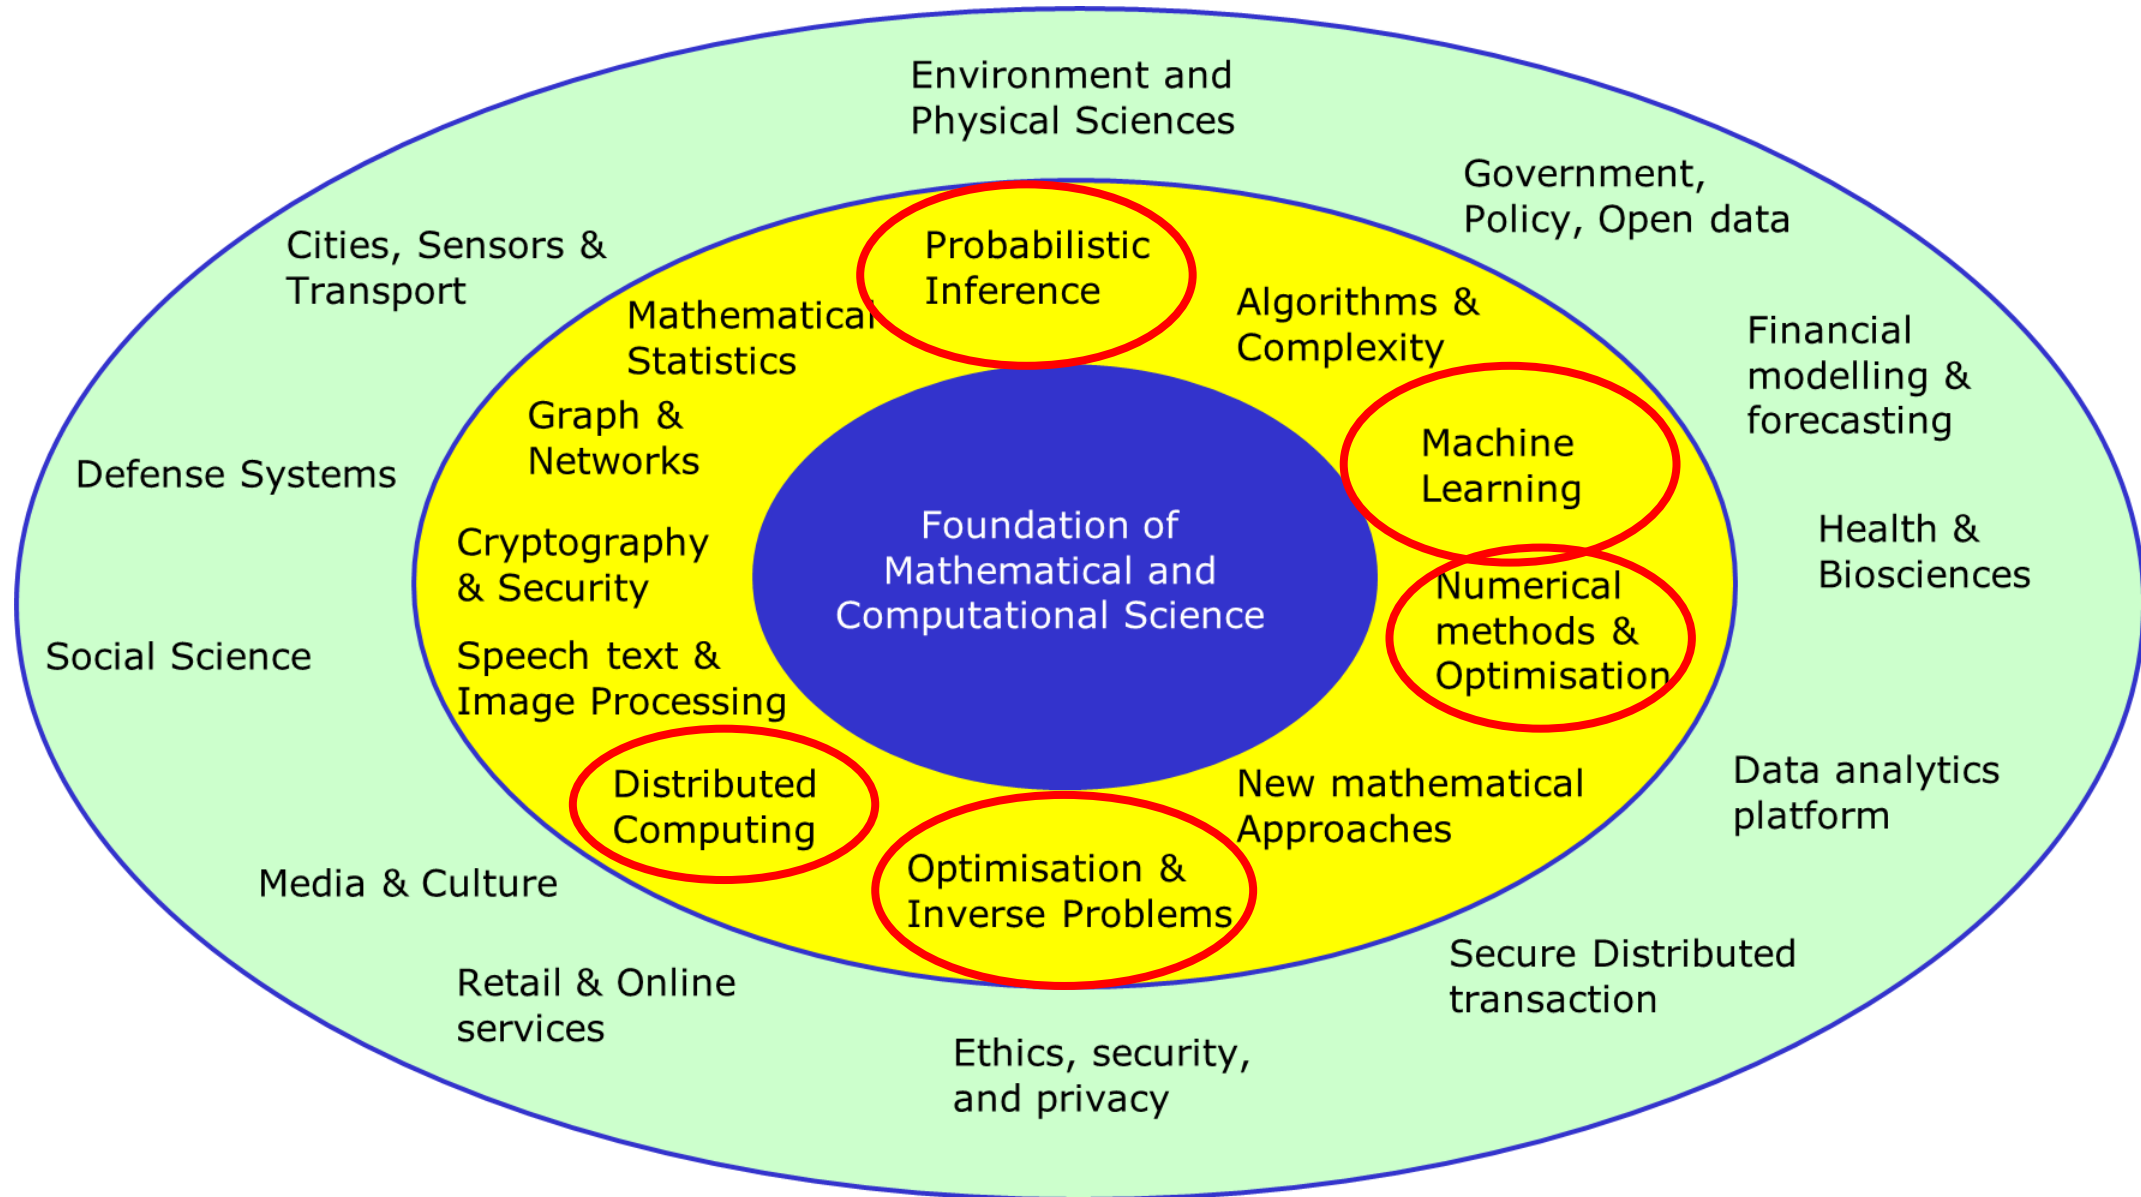 Environment and
Physical Sciences
Government,
Policy, Open data
Cities, Sensors &
Transport
Probabilistic
Inference
Mathematical
Statistics
Algorithms &
Complexity
Financial
modelling &
forecasting
Graph &
Networks
Machine
Learning
Defense Systems
Foundation of
Mathematical and
Computational Science
Cryptography
& Security
Numerical
methods &
Optimisation
Health &
Biosciences
Social Science
Speech text &
Image Processing
Distributed
Computing
New mathematical
Approaches
Data analytics
platform
Optimisation &
Inverse Problems
Media & Culture
Retail & Online
services
Secure Distributed
transaction
Ethics, security,
and privacy